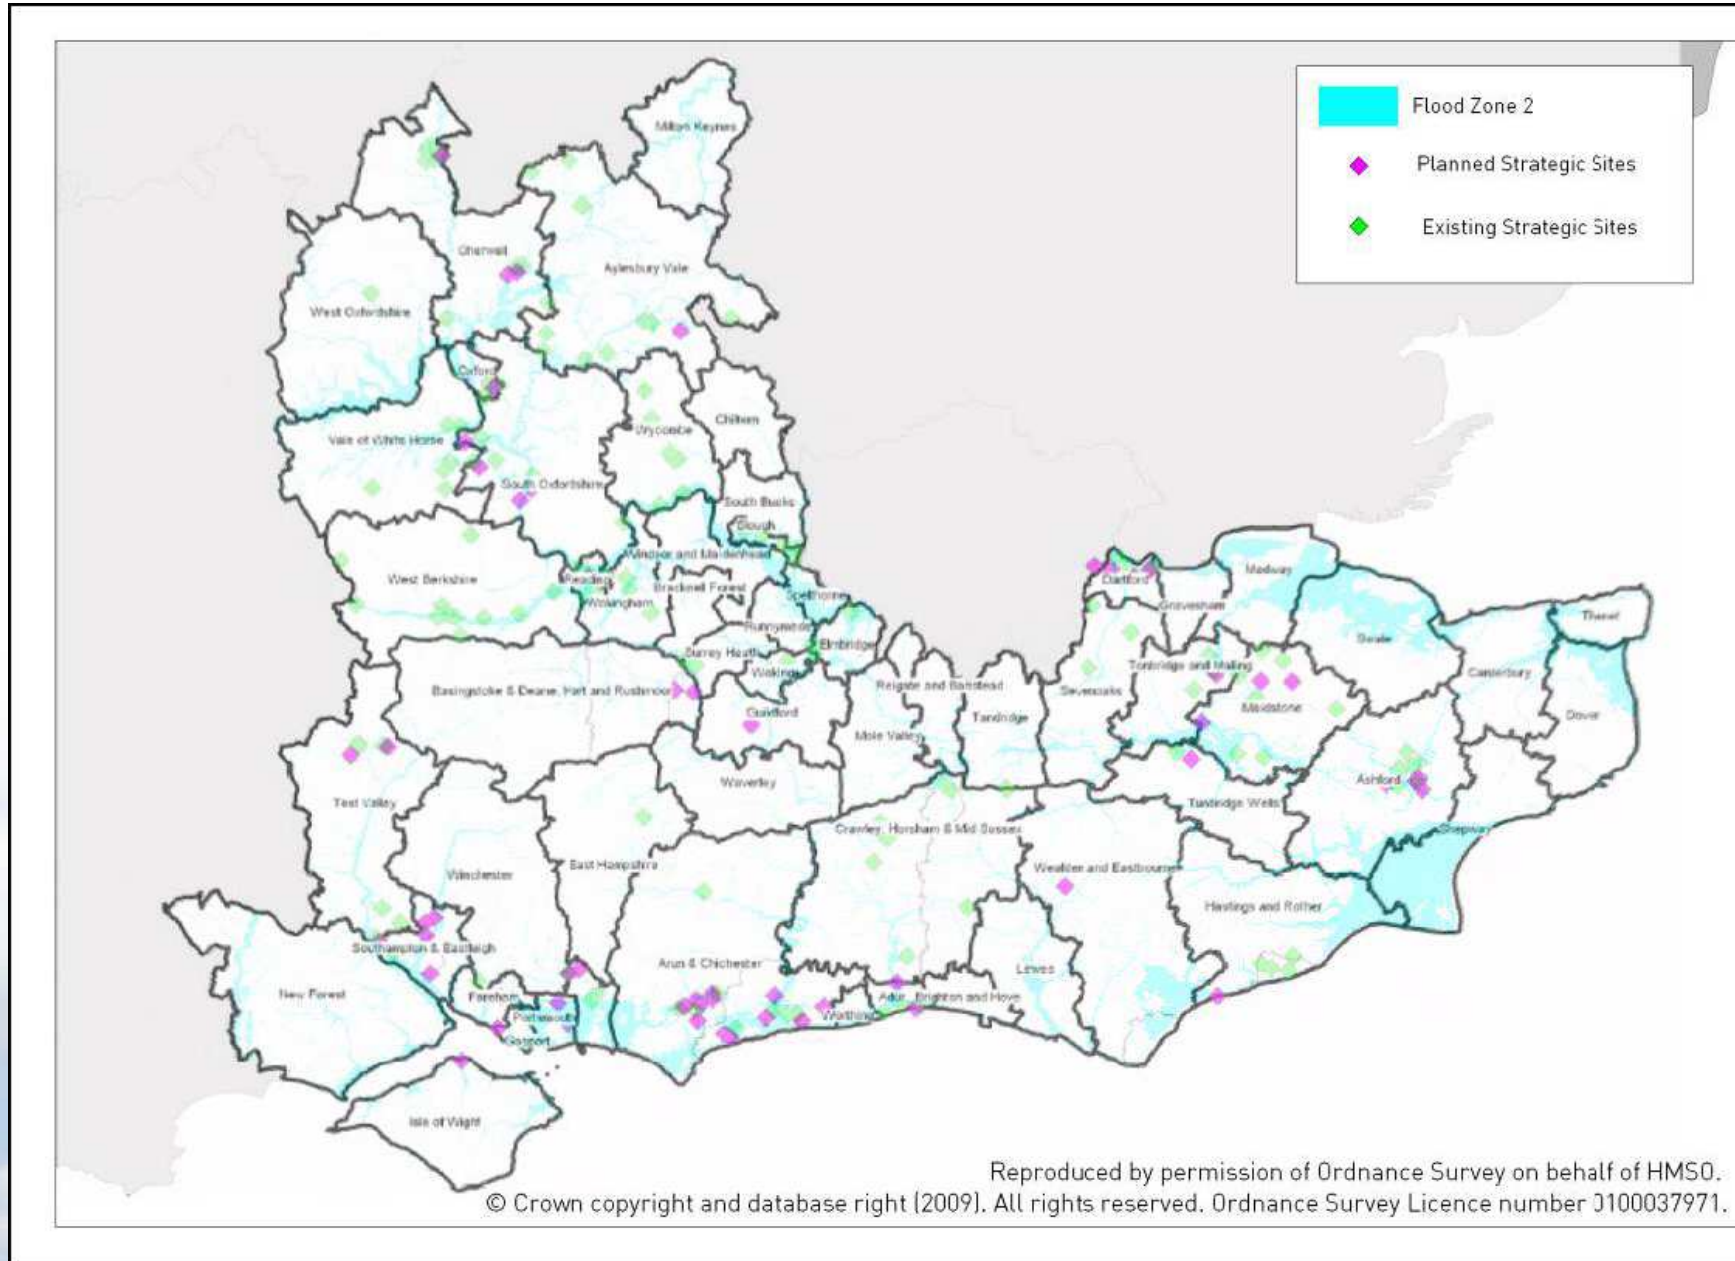 Flood Zone 2
Planned Strategic Sites
Existing Strategic Sites
Milton Keynes
Cherwell
Aylesbury Vale
West Oxfordshire
Oxford
Chiltern
Wycombe
Vale of White Horse
South Oxfordshire
South Bucks
Slough
Windsor and Maidenhead
West Berkshire
Reading
Bracknell Forest
Wokingham
Spelthorne
Runnymede
Elmbridge
Surrey Heath
Woking
Dartford
Gravesham
Medway
Swale
Thanet
Canterbury
Dover
Tonbridge and Malling
Sevenoaks
Maidstone
Basingstoke & Deane, Hart and Rushmoor
Guildford
Reigate and Banstead
Mole Valley
Tandridge
Waverley
Ashford
Tunbridge Wells
Shepway
Test Valley
Winchester
East Hampshire
Crawley, Horsham & Mid Sussex
Wealden and Eastbourne
Hastings and Rother
Southampton & Eastleigh
New Forest
Fareham
Portsmouth
Gosport
Arun & Chichester
Worthing
Adur
Brighton and Hove
Lewes
Isle of Wight
Reproduced by permission of Ordnance Survey on behalf of HMSO.
© Crown copyright and database right (2009). All rights reserved. Ordnance Survey Licence number 0100037971.